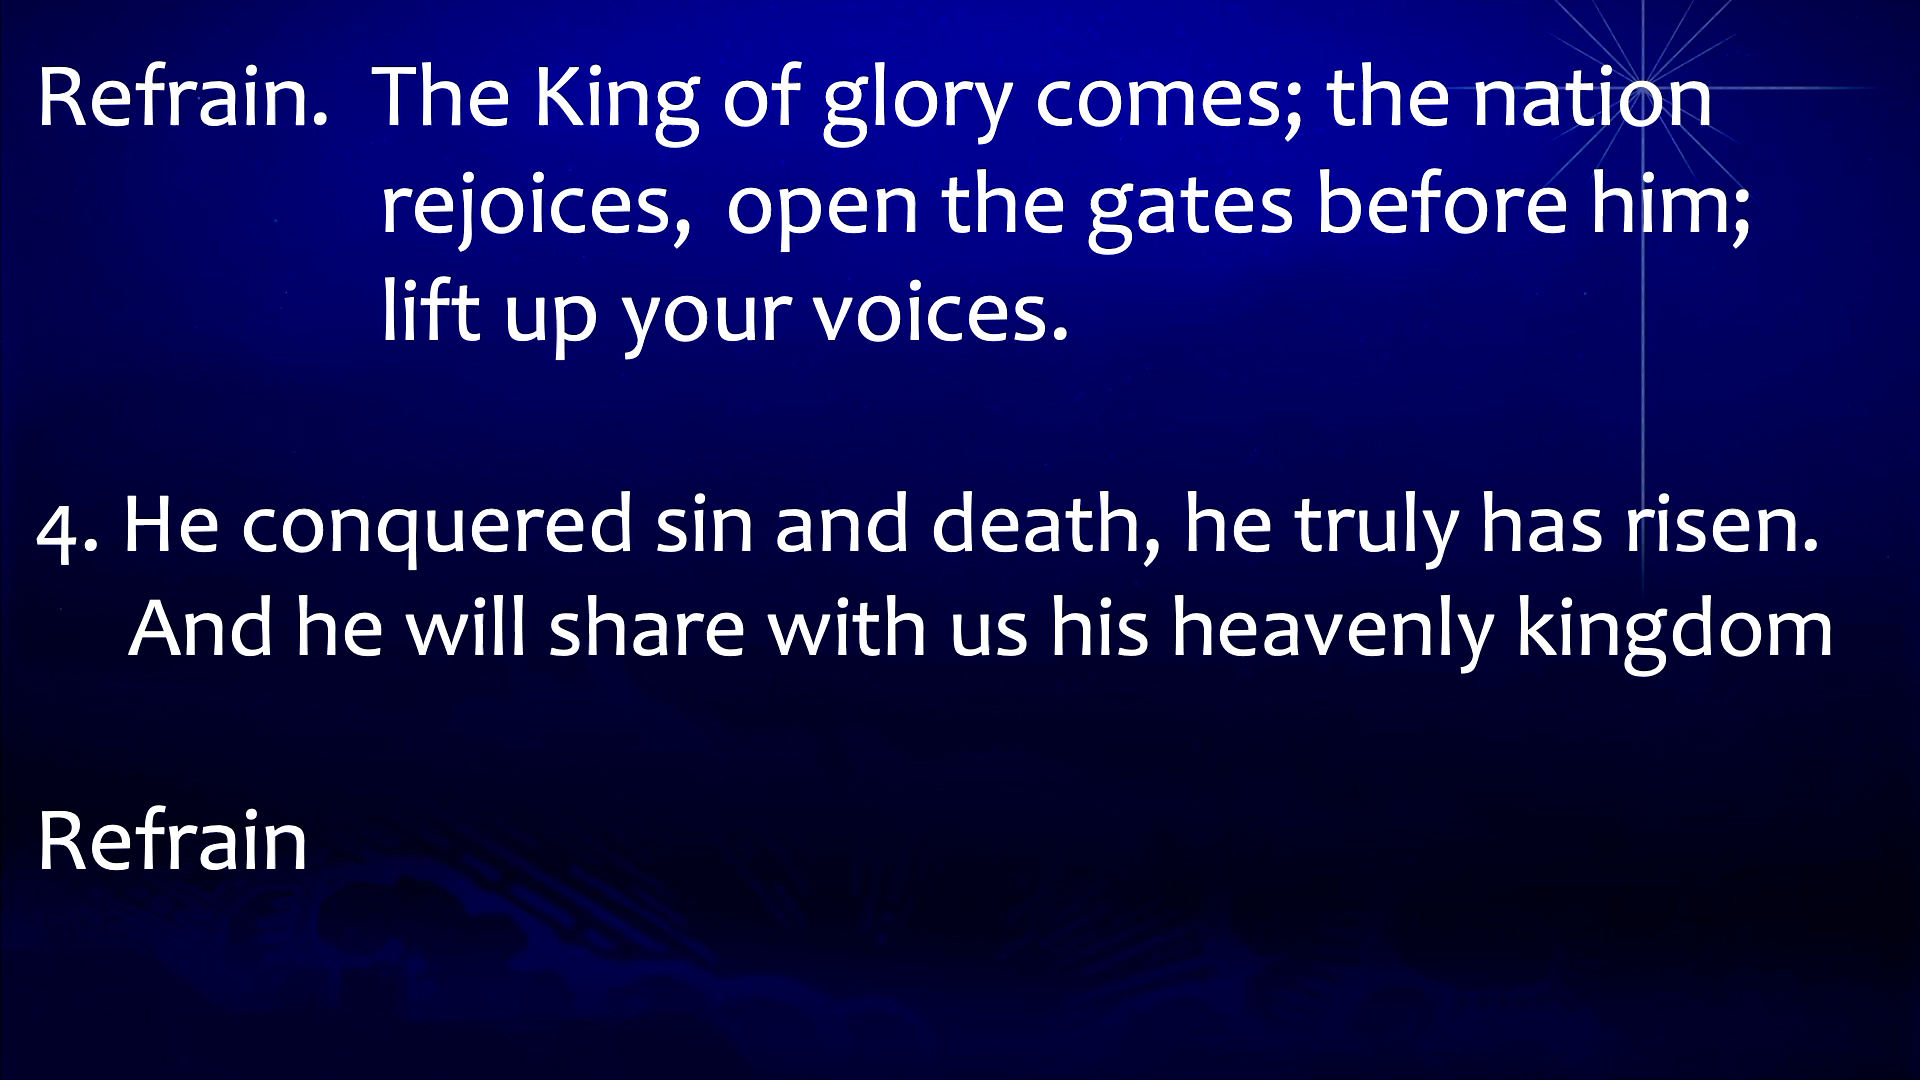 Refrain. The King of glory comes; the nation
rejoices, open the gates before him;
lift up your voices.
4. He conquered sin and death, he truly has risen.
And he will share with us his heavenly kingdom
Refrain